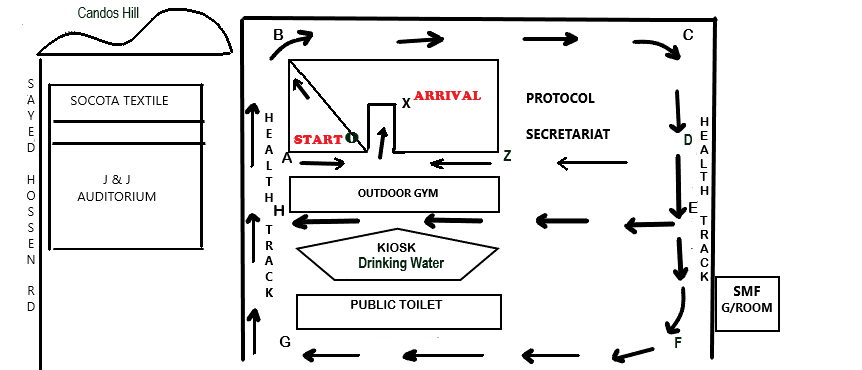 Candos Hill
SAYED HOSSEN RD
SOCOTA TEXTILE
J & J
AUDITORIUM
B
C
ARRIVAL
X
START
O
A
Z
PROTOCOL
SECRETARIAT
HEALTH TRACK
HEALTH TRACK
D
E
OUTDOOR GYM
H
KIOSK
Drinking Water
PUBLIC TOILET
SMF
G/ROOM
G
F